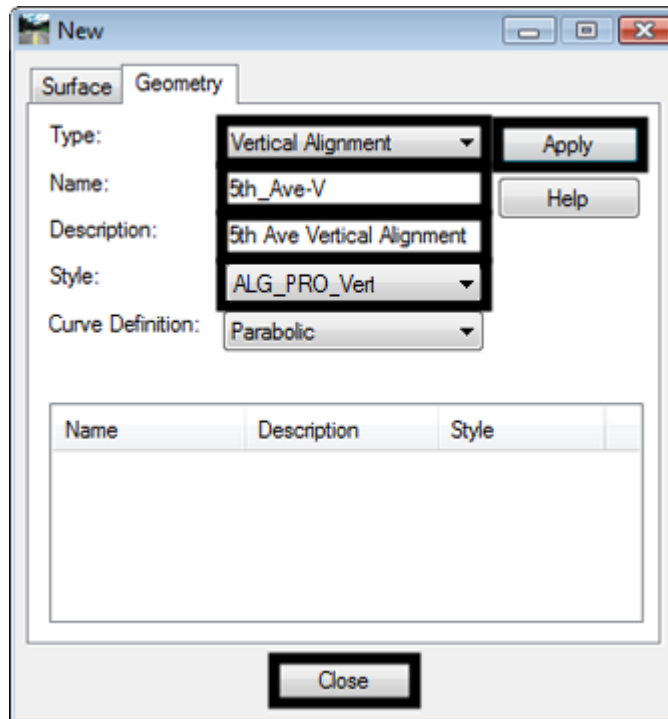 New
Surface Geometry
Type: Vertical Alignment Apply
Name: 5th_Ave-V Help
Description: 5th Ave Vertical Alignment
Style: ALG_PRO_Vert
Curve Definition: Parabolic
Name Description Style
Close